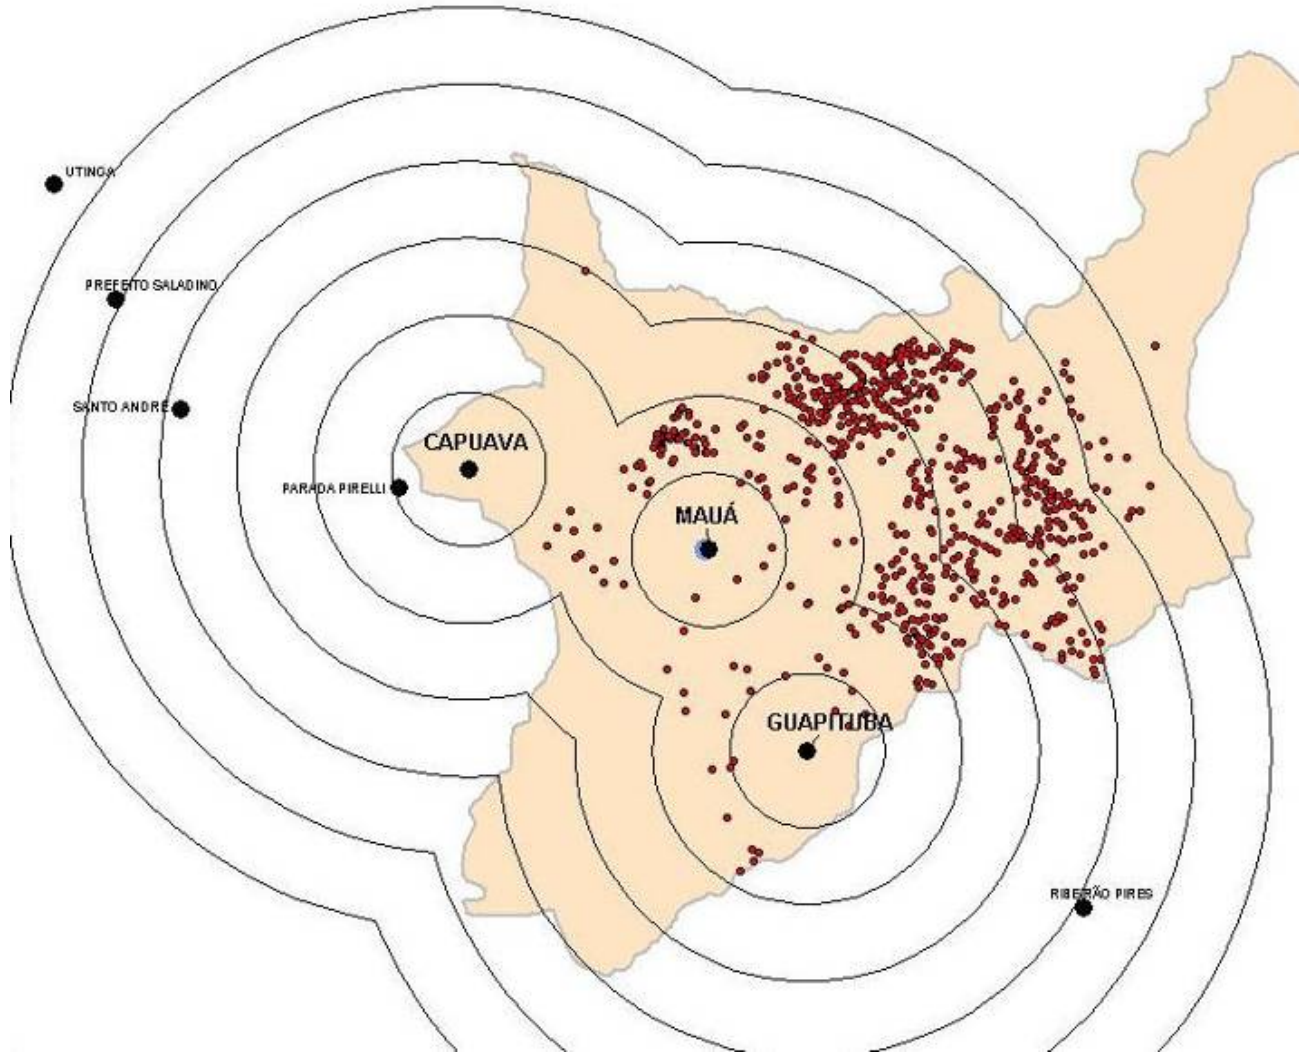 UTINGA
PREFEITO SALADINO
SANTO ANDRÉ
CAPUAVA
PARADA PIRELLI
MAUÁ
GUAPITUBA
RIBEIRÃO PIRES